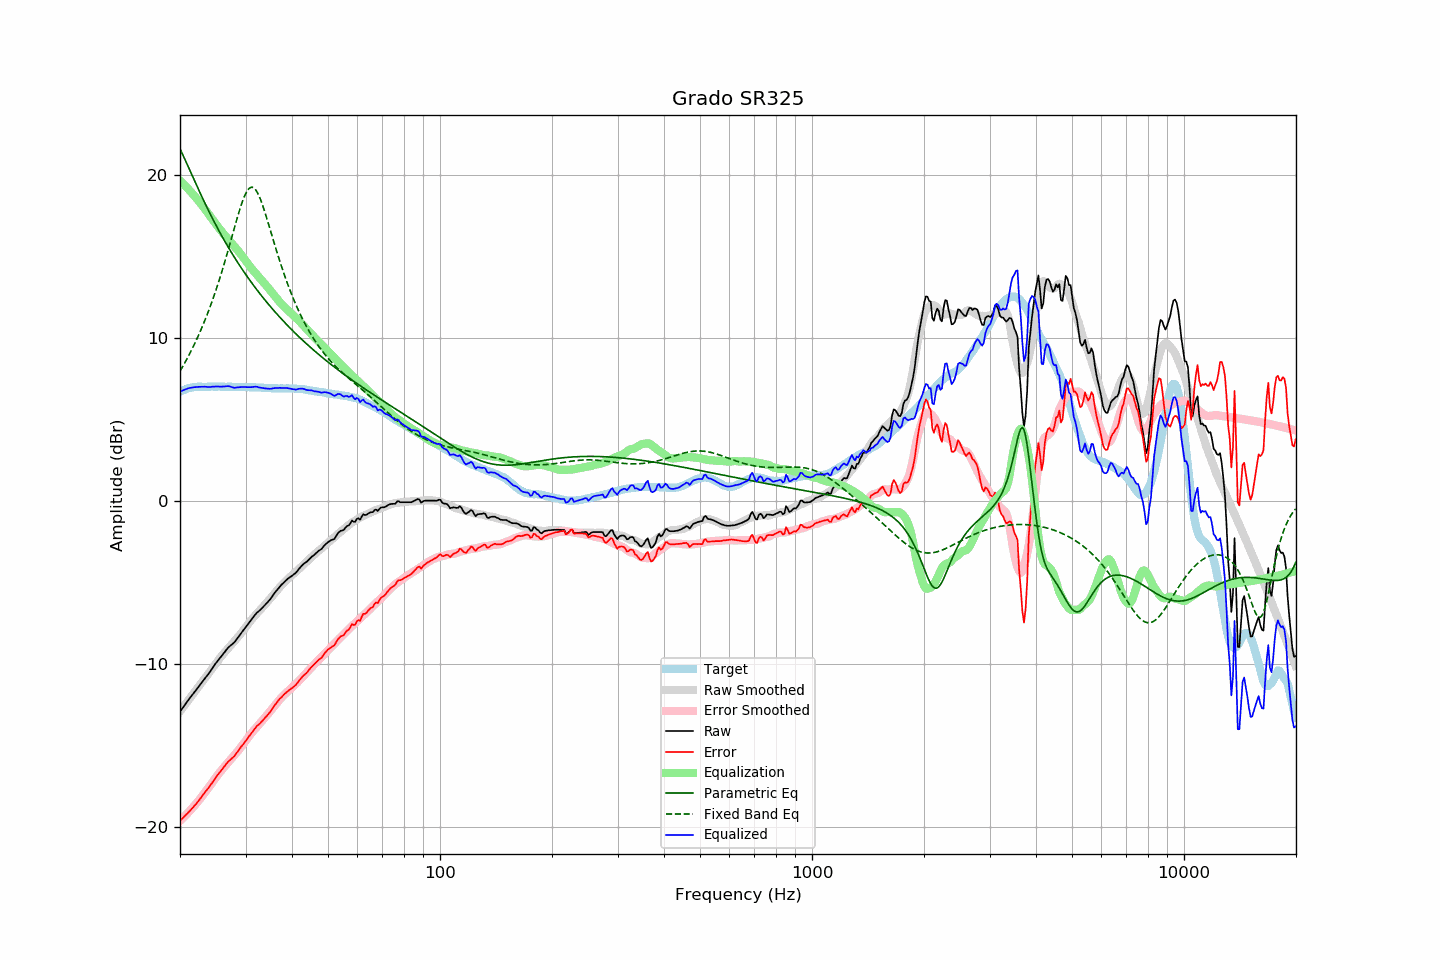 Grado SR325
20
10
0
−10
−20
Amplitude (dBr)
100
1000
10000
Frequency (Hz)
Target
Raw Smoothed
Error Smoothed
Raw
Error
Equalization
Parametric Eq
Fixed Band Eq
Equalized